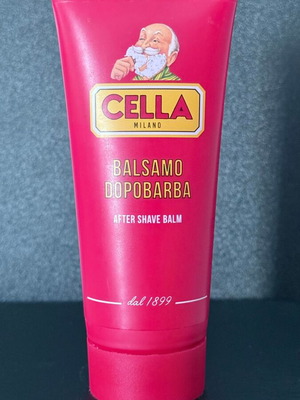 CELLA
MILANO
BALSAMO
DOPOBARBA
AFTER SHAVE BALM
dal 1899